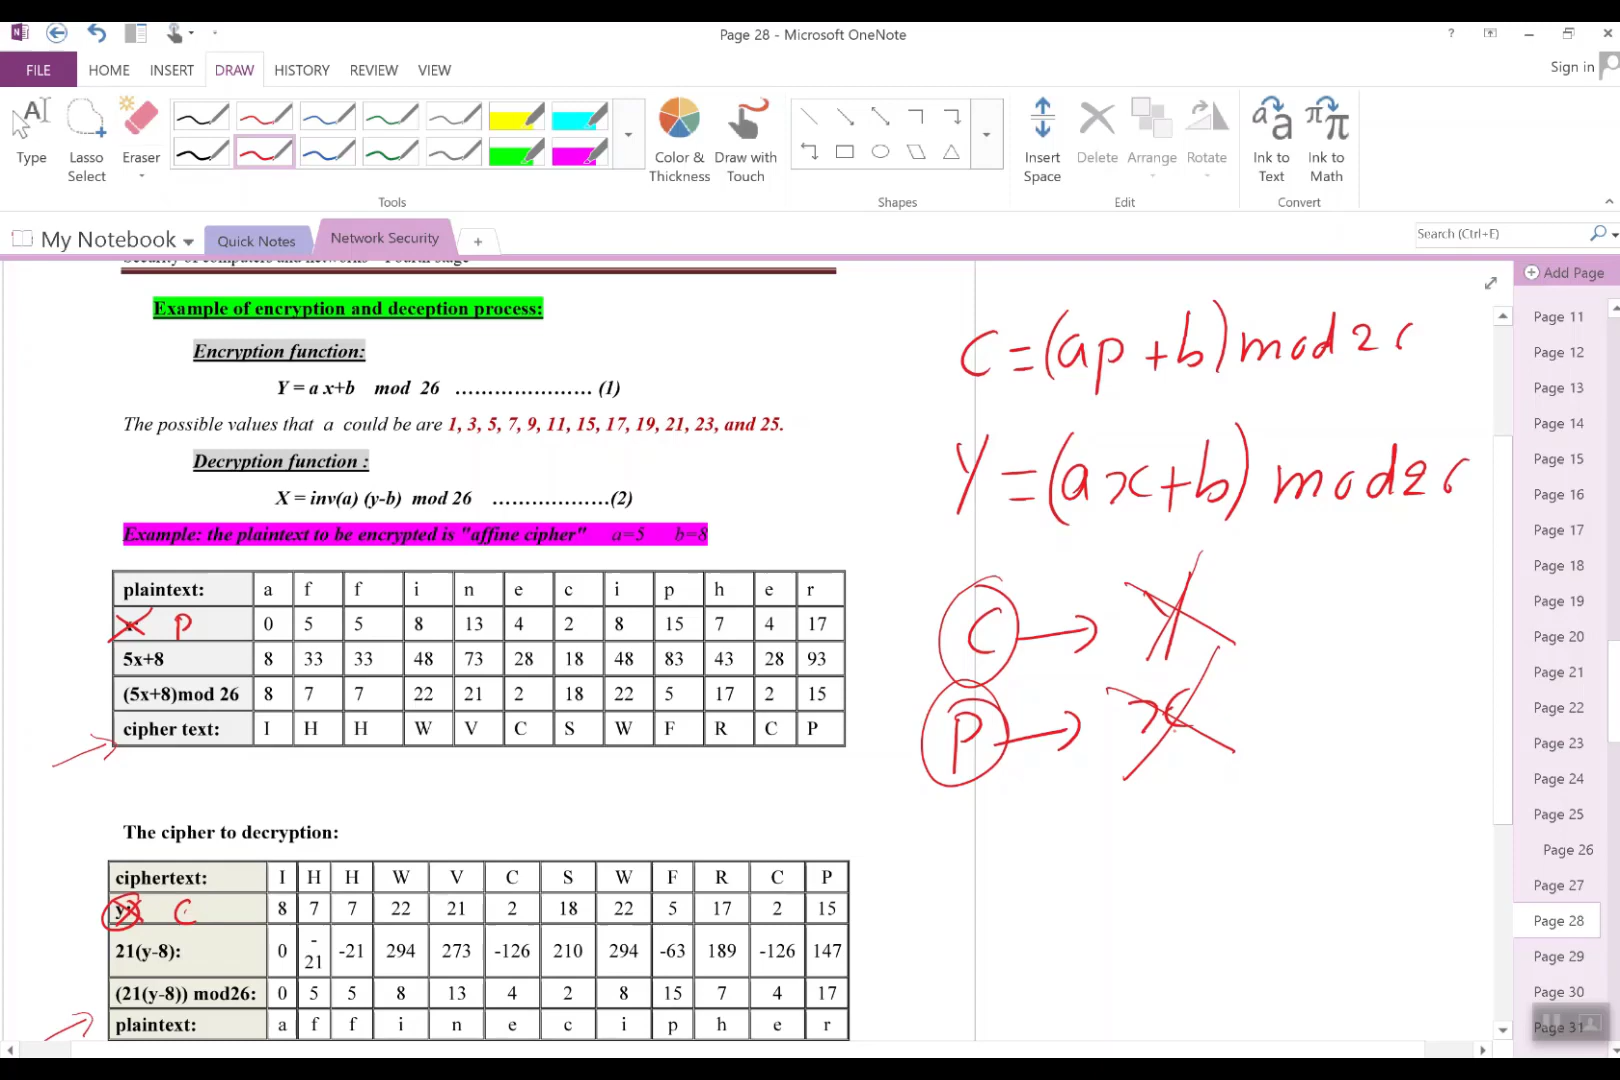 Page 28 - Microsoft OneNote
?
FILE HOME INSERT DRAW HISTORY REVIEW VIEW
Sign in
Type
Lasso Select
Eraser
Color & Thickness
Draw with Touch
Insert Space
Delete
Arrange
Rotate
Ink to Text
Ink to Math
Tools
Shapes
Edit
Convert
My Notebook
Quick Notes
Network Security
+
Search (Ctrl+E)
Add Page
Page 11
Page 12
Page 13
Page 14
Page 15
Page 16
Page 17
Page 18
Page 19
Page 20
Page 21
Page 22
Page 23
Page 24
Page 25
Page 26
Page 27
Page 28
Page 29
Page 30
Page 31
Security of computers and networks Fourth stage
Example of encryption and deception process:
Encryption function:
Y = a x+b mod 26 ………………… (1)
The possible values that a could be are 1, 3, 5, 7, 9, 11, 15, 17, 19, 21, 23, and 25.
Decryption function :
X = inv(a) (y-b) mod 26 ………………(2)
Example: the plaintext to be encrypted is "affine cipher" a=5 b=8
plaintext: a f f i n e c i p h e r
P 0 5 5 8 13 4 2 8 15 7 4 17
5x+8 8 33 33 48 73 28 18 48 83 43 28 93
(5x+8)mod 26 8 7 7 22 21 2 18 22 5 17 2 15
cipher text: I H H W V C S W F R C P
The cipher to decryption:
ciphertext: I H H W V C S W F R C P
y: C 8 7 7 22 21 2 18 22 5 17 2 15
21(y-8): 0 -21 -21 294 273 -126 210 294 -63 189 -126 147
(21(y-8)) mod26: 0 5 5 8 13 4 2 8 15 7 4 17
plaintext: a f f i n e c i p h e r
C = (ap + b) mod 26
Y = (ax + b) mod 26
C → Y
P → x